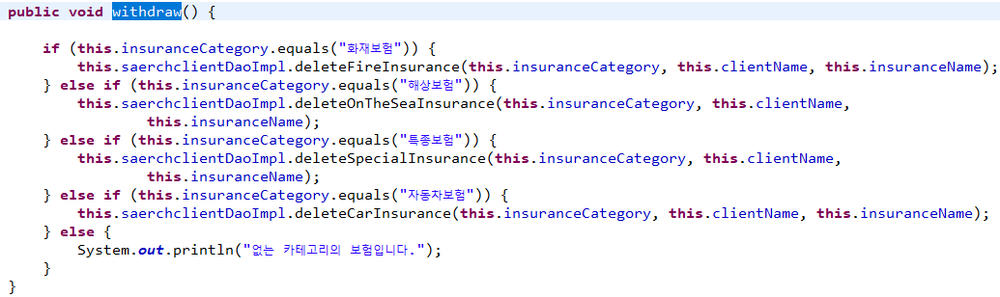 public void withdraw() {
if (this.insuranceCategory.equals("화재보험")) {
this.saerchclientDaoImpl.deleteFireInsurance(this.insuranceCategory, this.clientName, this.insuranceName);
} else if (this.insuranceCategory.equals("해상보험")) {
this.saerchclientDaoImpl.deleteOnTheSeaInsurance(this.insuranceCategory, this.clientName,
this.insuranceName);
} else if (this.insuranceCategory.equals("특종보험")) {
this.saerchclientDaoImpl.deleteSpecialInsurance(this.insuranceCategory, this.clientName,
this.insuranceName);
} else if (this.insuranceCategory.equals("자동차보험")) {
this.saerchclientDaoImpl.deleteCarInsurance(this.insuranceCategory, this.clientName, this.insuranceName);
} else {
System.out.println("없는 카테고리의 보험입니다.");
}
}